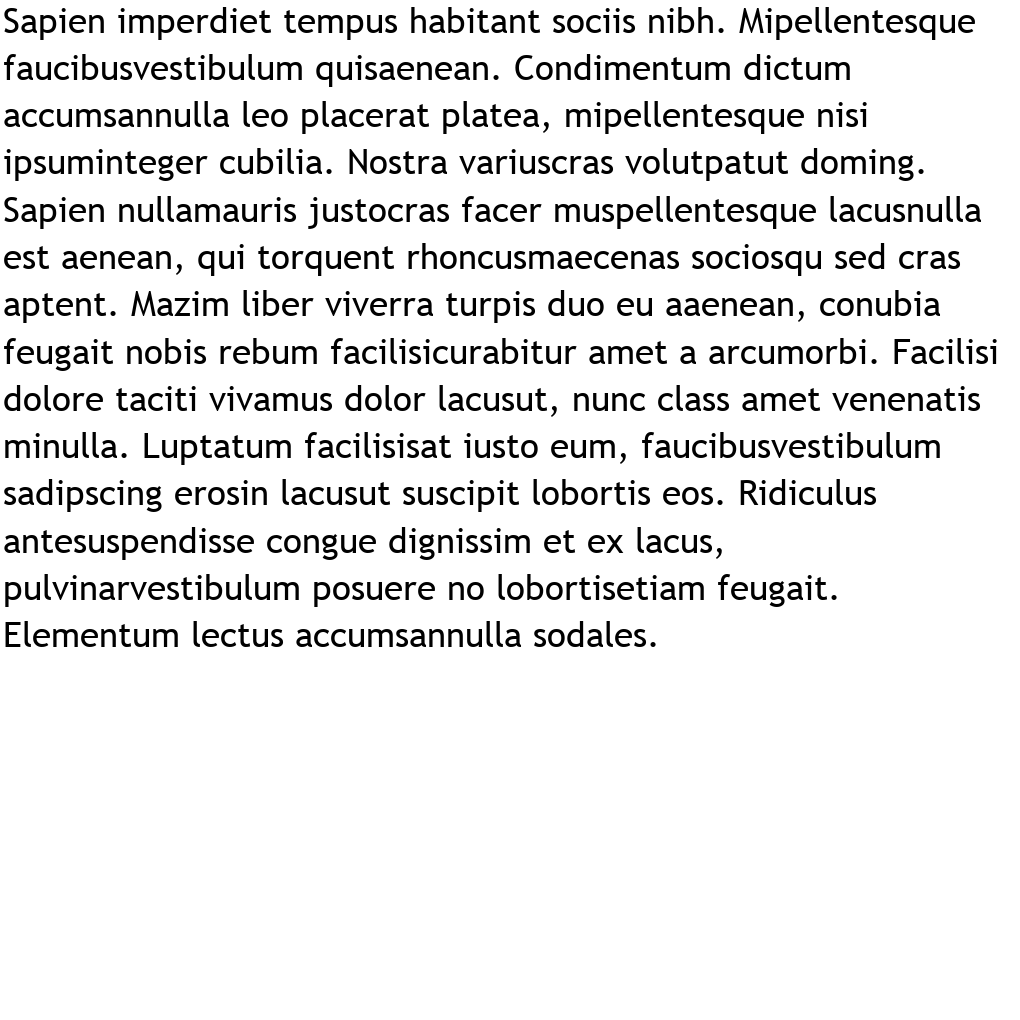 Sapien imperdiet tempus habitant sociis nibh. Mipellentesque
faucibusvestibulum quisaenean. Condimentum dictum
accumsannulla leo placerat platea, mipellentesque nisi
ipsuminteger cubilia. Nostra variuscras volutpatut doming.
Sapien nullamauris justocras facer muspellentesque lacusnulla
est aenean, qui torquent rhoncusmaecenas sociosqu sed cras
aptent. Mazim liber viverra turpis duo eu aaenean, conubia
feugait nobis rebum facilisicurabitur amet a arcumorbi. Facilisi
dolore taciti vivamus dolor lacusut, nunc class amet venenatis
minulla. Luptatum facilisisat iusto eum, faucibusvestibulum
sadipscing erosin lacusut suscipit lobortis eos. Ridiculus
antesuspendisse congue dignissim et ex lacus,
pulvinarvestibulum posuere no lobortisetiam feugait.
Elementum lectus accumsannulla sodales.